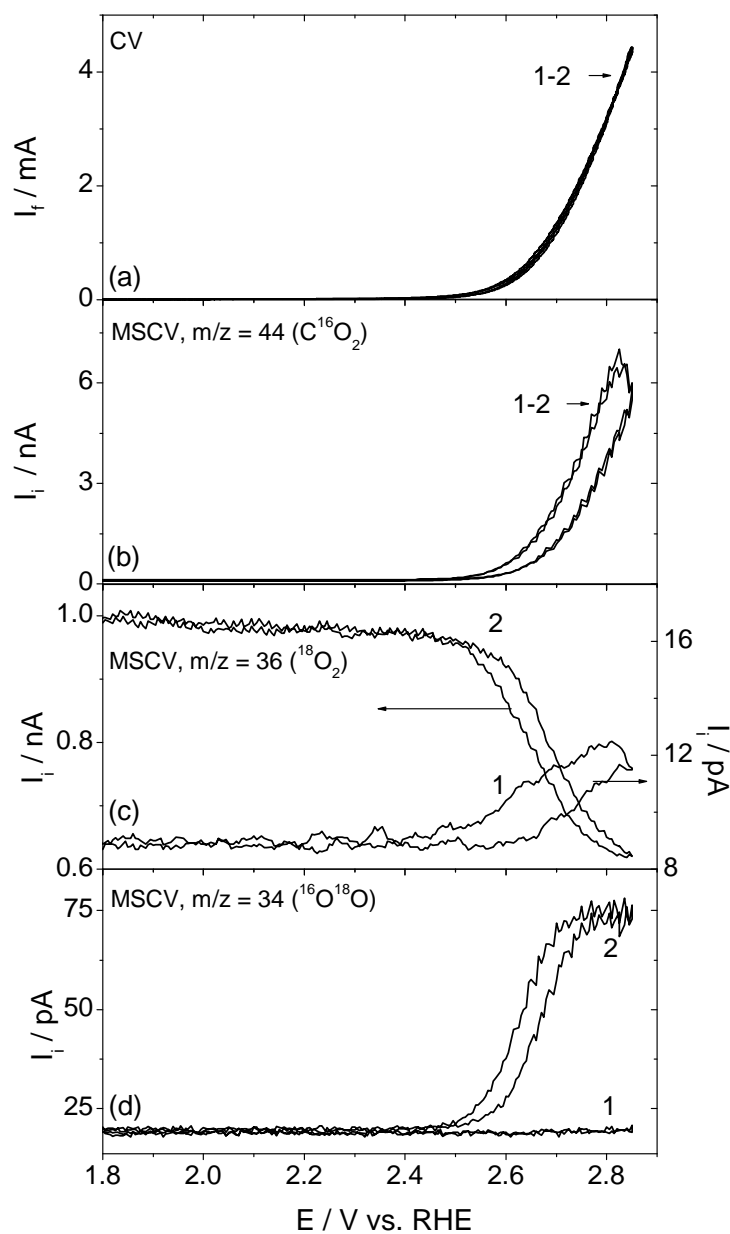 CV
1-2
4
2
0
I_f / mA
(a)
MSCV, m/z = 44 (C¹⁶O₂)
1-2
6
3
0
I_i / nA
(b)
MSCV, m/z = 36 (¹⁸O₂)
2
1
1.0
0.8
0.6
I_i / nA
16
12
8
I_i / pA
(c)
MSCV, m/z = 34 (¹⁶O¹⁸O)
2
1
75
50
25
I_i / pA
(d)
1.8 2.0 2.2 2.4 2.6 2.8
E / V vs. RHE